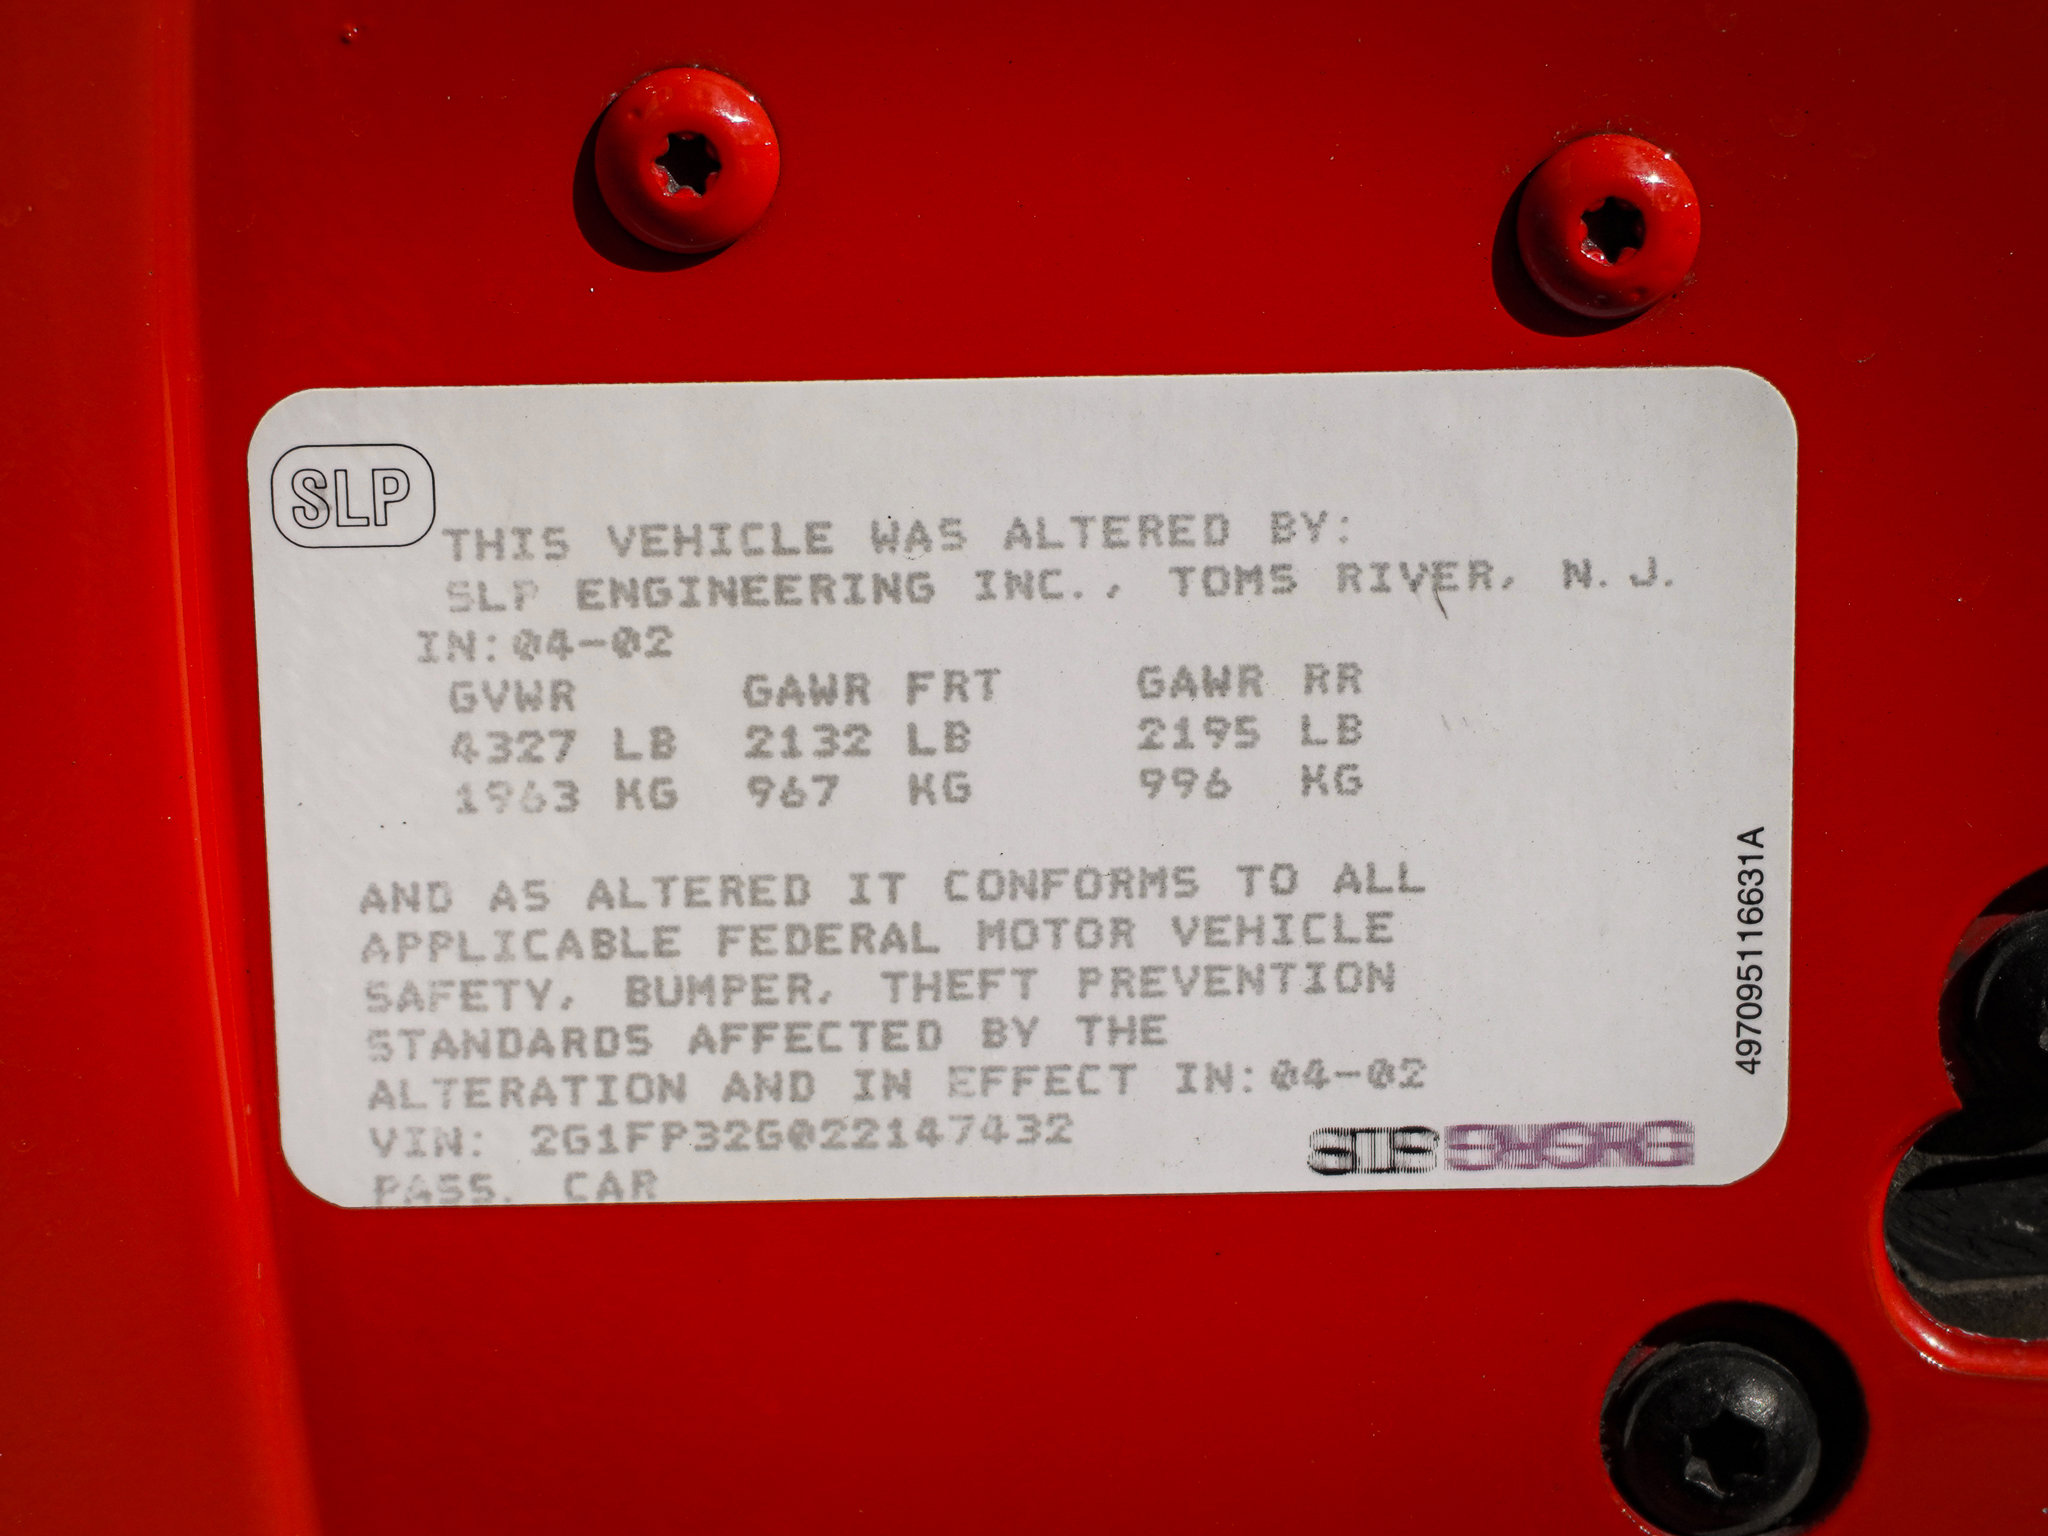 SLP
THIS VEHICLE WAS ALTERED BY:
SLP ENGINEERING INC., TOMS RIVER, N.J.
IN:04-02
GVWR GAWR FRT GAWR RR
4327 LB 2132 LB 2195 LB
1963 KG 967 KG 996 KG
AND AS ALTERED IT CONFORMS TO ALL
APPLICABLE FEDERAL MOTOR VEHICLE
SAFETY, BUMPER, THEFT PREVENTION
STANDARDS AFFECTED BY THE
ALTERATION AND IN EFFECT IN:04-02
VIN: 2G1FP32G022147432
PASS. CAR
497095116631A